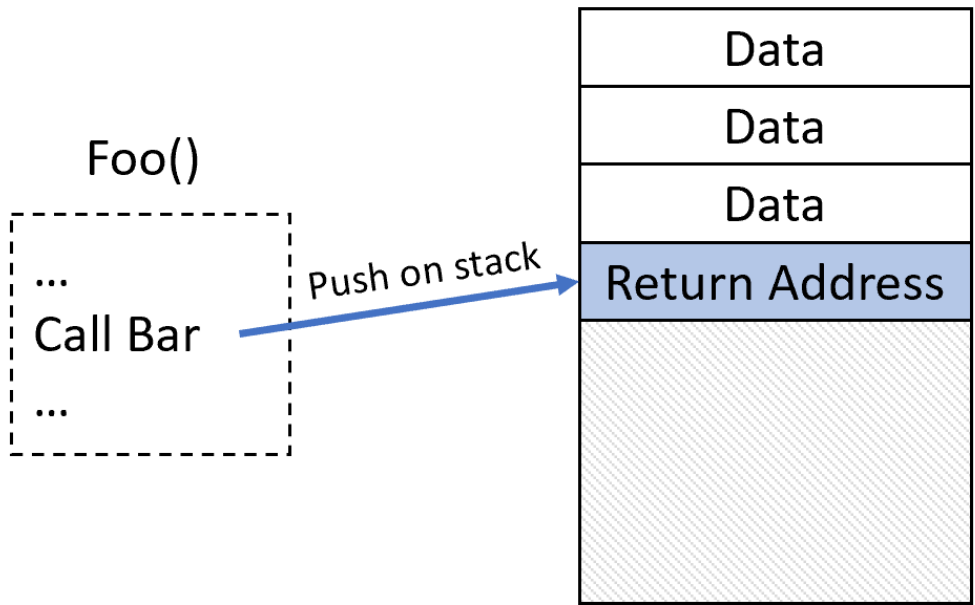 Foo()
...
Call Bar
...
Push on stack
Data
Data
Data
Return Address